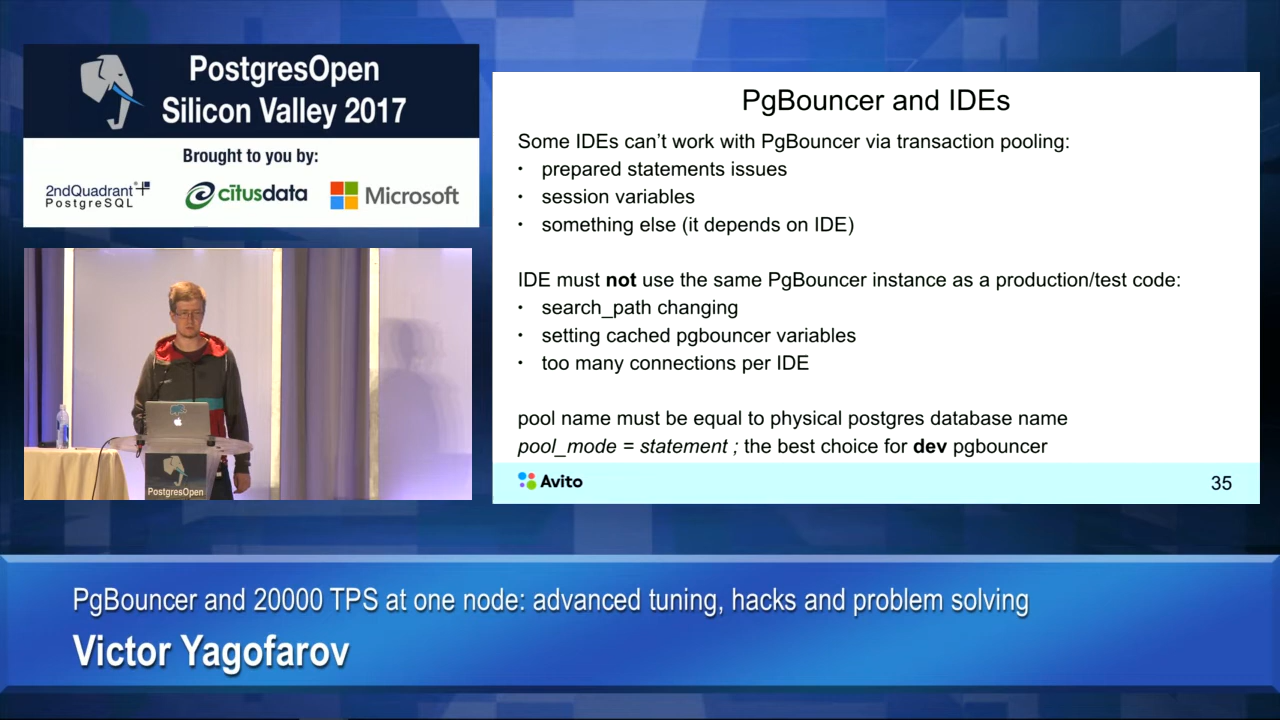 PostgresOpen
Silicon Valley 2017
Brought to you by:
2ndQuadrant
PostgreSQL
citusdata
Microsoft
PgBouncer and IDEs
Some IDEs can’t work with PgBouncer via transaction pooling:
• prepared statements issues
• session variables
• something else (it depends on IDE)
IDE must not use the same PgBouncer instance as a production/test code:
• search_path changing
• setting cached pgbouncer variables
• too many connections per IDE
pool name must be equal to physical postgres database name
pool_mode = statement ; the best choice for dev pgbouncer
Avito
35
PostgresOpen
PgBouncer and 20000 TPS at one node: advanced tuning, hacks and problem solving
Victor Yagofarov